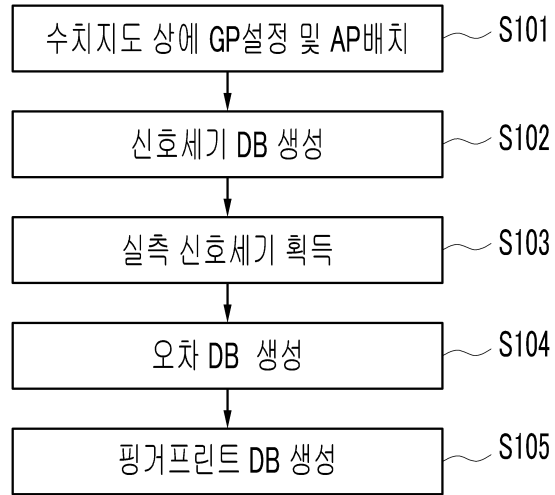 수치지도 상에 GP설정 및 AP배치 S101
신호세기 DB 생성 S102
실측 신호세기 획득 S103
오차 DB 생성 S104
핑거프린트 DB 생성 S105